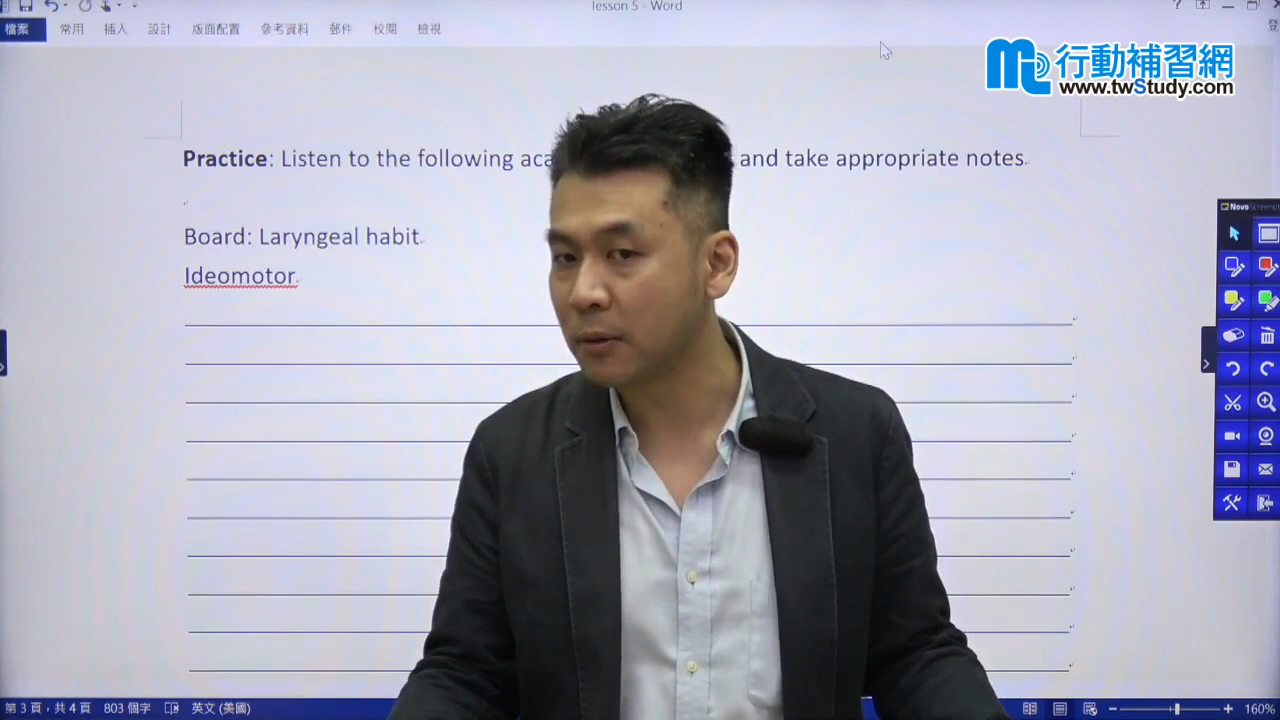 lesson 5 - Word
檔案 常用 插入 設計 版面配置 參考資料 郵件 校閱 檢視
行動補習網
www.twStudy.com
Practice: Listen to the following and take appropriate notes.
Board: Laryngeal habit
Ideomotor
第 3 頁，共 4 頁 803 個字 英文 (美國) 160%